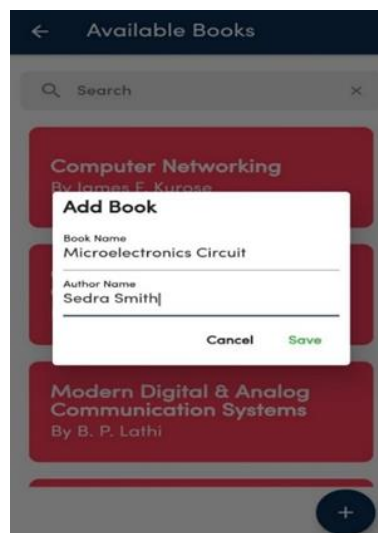 Available Books
Search
Computer Networking
By James F. Kurose
Add Book
Book Name
Microelectronics Circuit
Author Name
Sedra Smith
Cancel Save
Modern Digital & Analog
Communication Systems
By B. P. Lathi